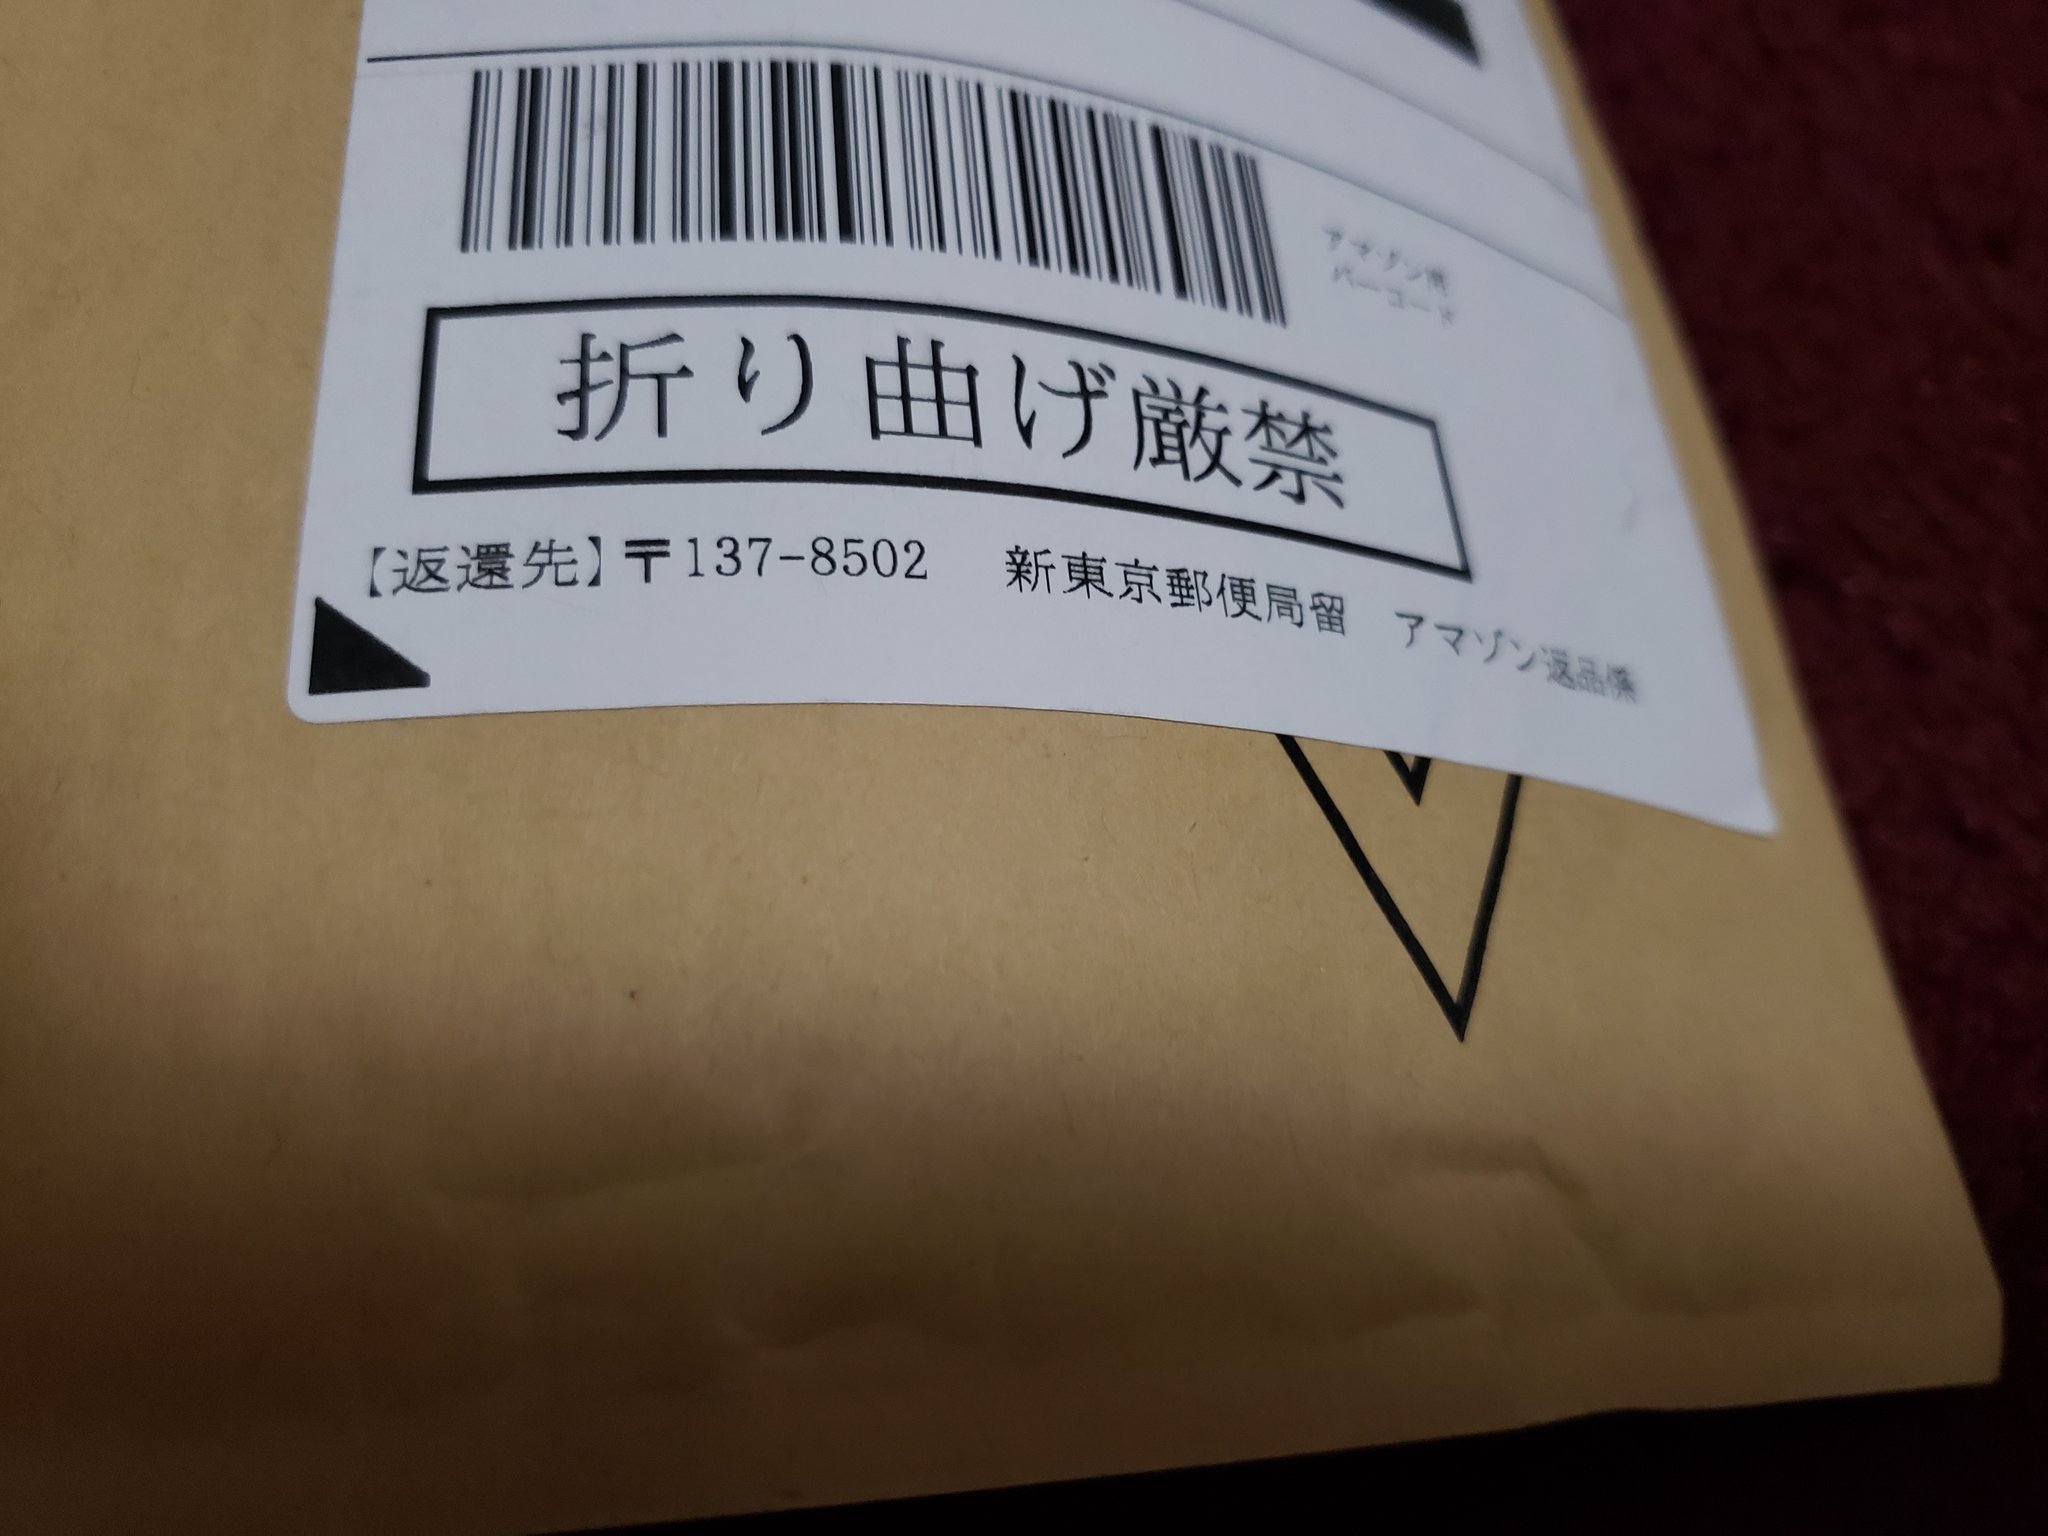 アマゾン用
バーコード
折り曲げ厳禁
【返還先】〒137-8502 新東京郵便局留 アマゾン返品係